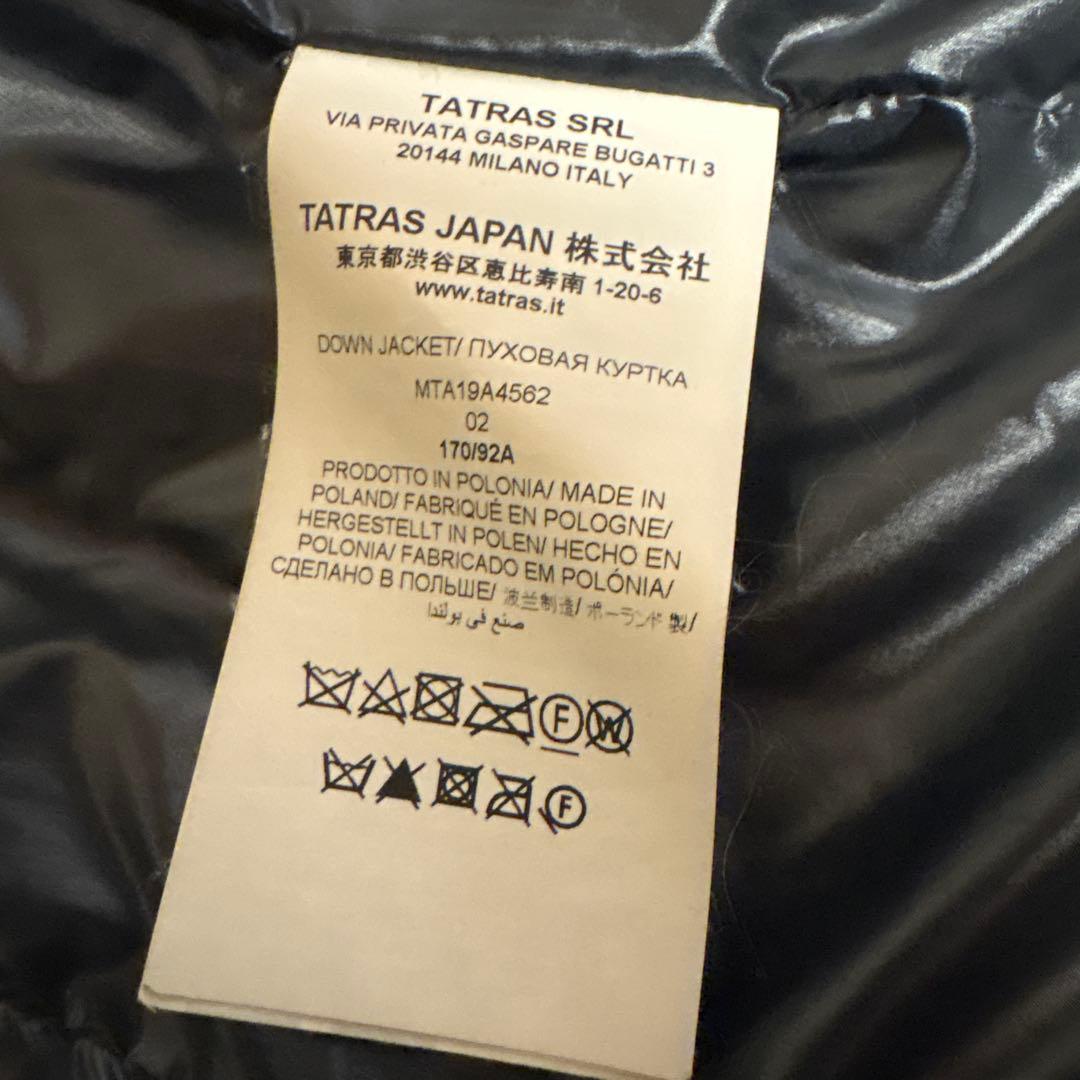 TATRAS SRL
VIA PRIVATA GASPARE BUGATTI 3
20144 MILANO ITALY
TATRAS JAPAN 株式会社
東京都渋谷区恵比寿南 1-20-6
www.tatras.it
DOWN JACKET/ ПУХОВАЯ КУРТКА
MTA19A4562
02
170/92A
PRODOTTO IN POLONIA/ MADE IN
POLAND/ FABRIQUÉ EN POLOGNE/
HERGESTELLT IN POLEN/ HECHO EN
POLONIA/ FABRICADO EM POLÓNIA/
СДЕЛАНО В ПОЛЬШЕ/ 波兰制造/ ポーランド 製/
صنع في بولندا
F W
F